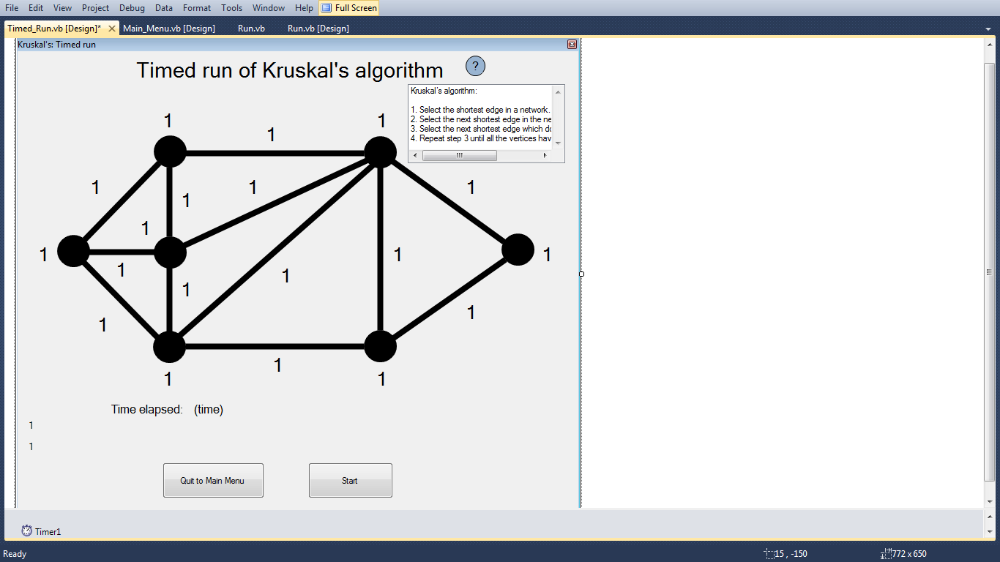 File Edit View Project Debug Data Format Tools Window Help Full Screen
Timed_Run.vb [Design]* Main_Menu.vb [Design] Run.vb Run.vb [Design]
Kruskal's: Timed run
Timed run of Kruskal's algorithm ?
Kruskal's algorithm:
1. Select the shortest edge in a network.
2. Select the next shortest edge in the ne
3. Select the next shortest edge which do
4. Repeat step 3 until all the vertices hav
1 1
1
1 1 1
1
1
1 1 1
1
1
1
1 1
1
1
1 1
Time elapsed: (time)
1
1
Quit to Main Menu Start
Timer1
Ready 15 , -150 772 x 650